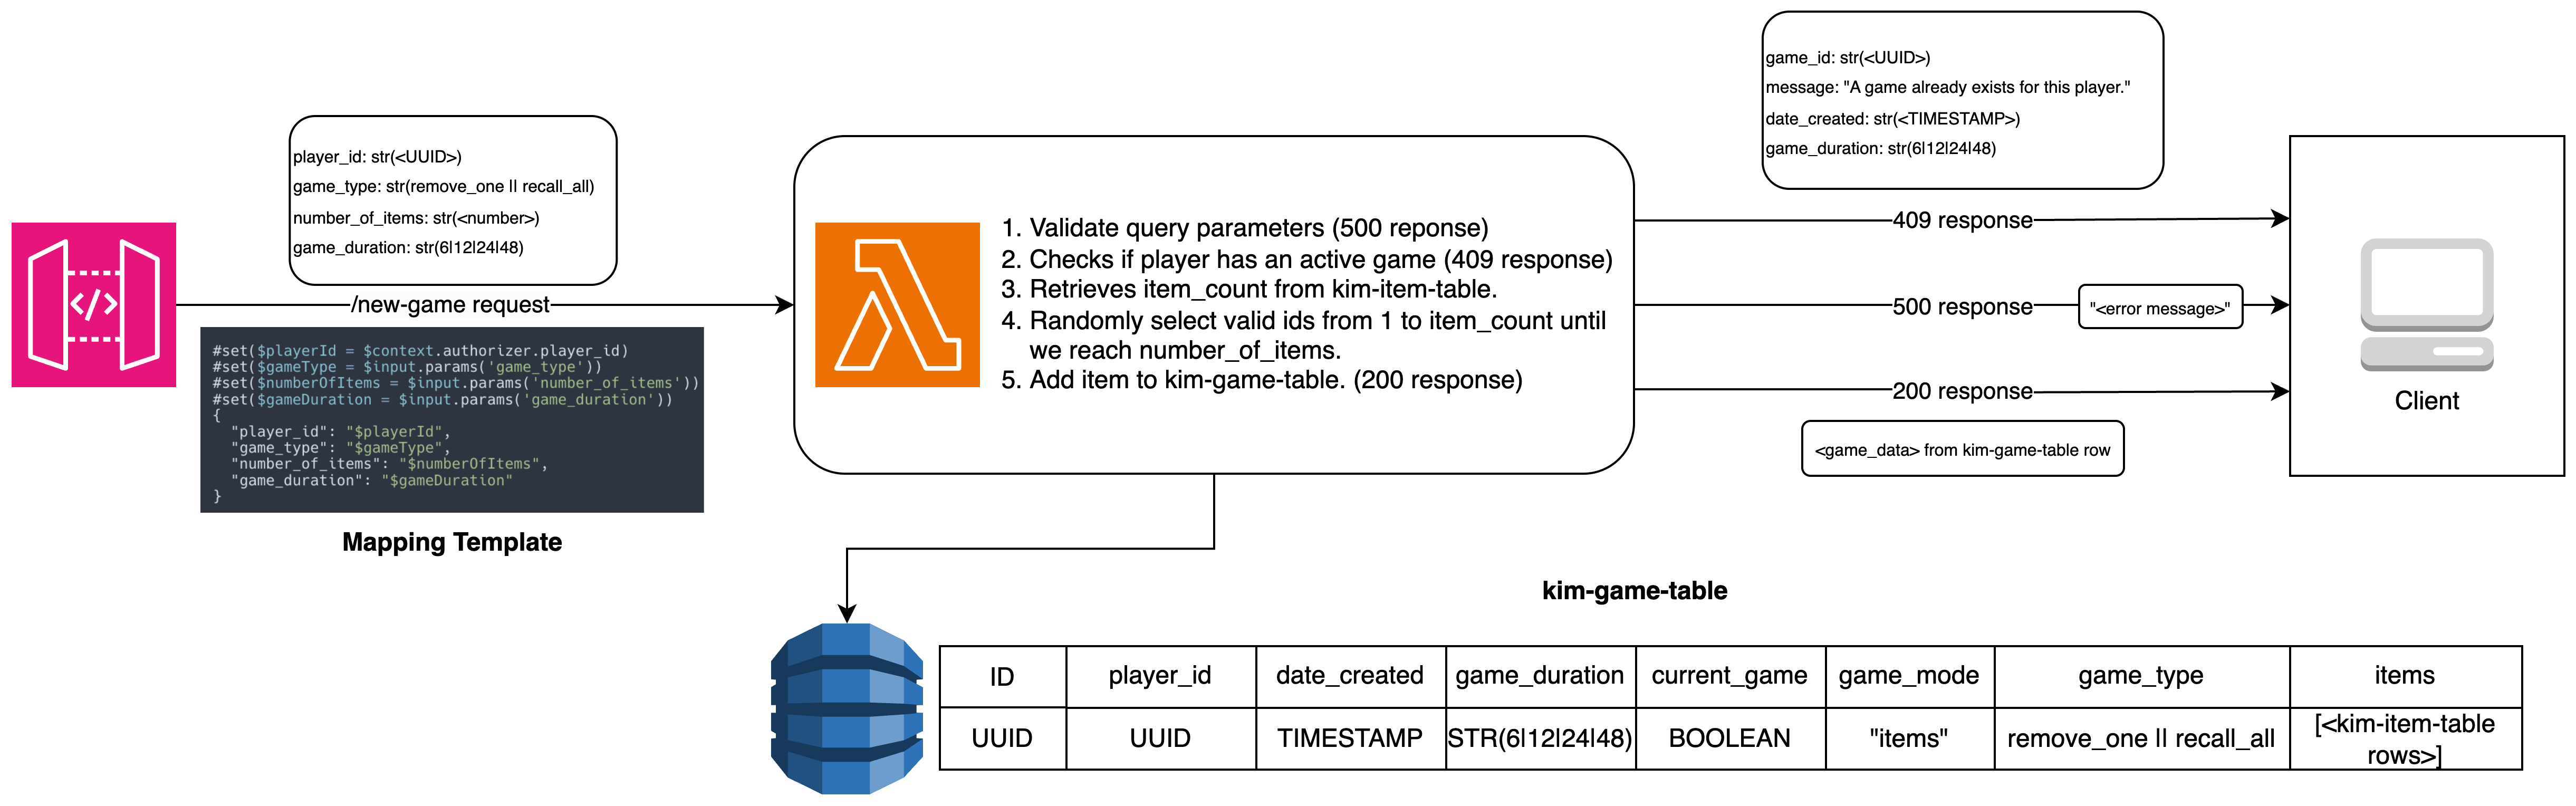 player_id: str(<UUID>)
game_type: str(remove_one || recall_all)
number_of_items: str(<number>)
game_duration: str(6|12|24|48)
</>
/new-game request
#set($playerId = $context.authorizer.player_id)
#set($gameType = $input.params('game_type'))
#set($numberOfItems = $input.params('number_of_items'))
#set($gameDuration = $input.params('game_duration'))
{
  "player_id": "$playerId",
  "game_type": "$gameType",
  "number_of_items": "$numberOfItems",
  "game_duration": "$gameDuration"
}
Mapping Template
1. Validate query parameters (500 reponse)
2. Checks if player has an active game (409 response)
3. Retrieves item_count from kim-item-table.
4. Randomly select valid ids from 1 to item_count until
we reach number_of_items.
5. Add item to kim-game-table. (200 response)
game_id: str(<UUID>)
message: "A game already exists for this player."
date_created: str(<TIMESTAMP>)
game_duration: str(6|12|24|48)
409 response
500 response
"<error message>"
200 response
<game_data> from kim-game-table row
Client
kim-game-table
ID player_id date_created game_duration current_game game_mode game_type items
UUID UUID TIMESTAMP STR(6|12|24|48) BOOLEAN "items" remove_one || recall_all [<kim-item-table
rows>]